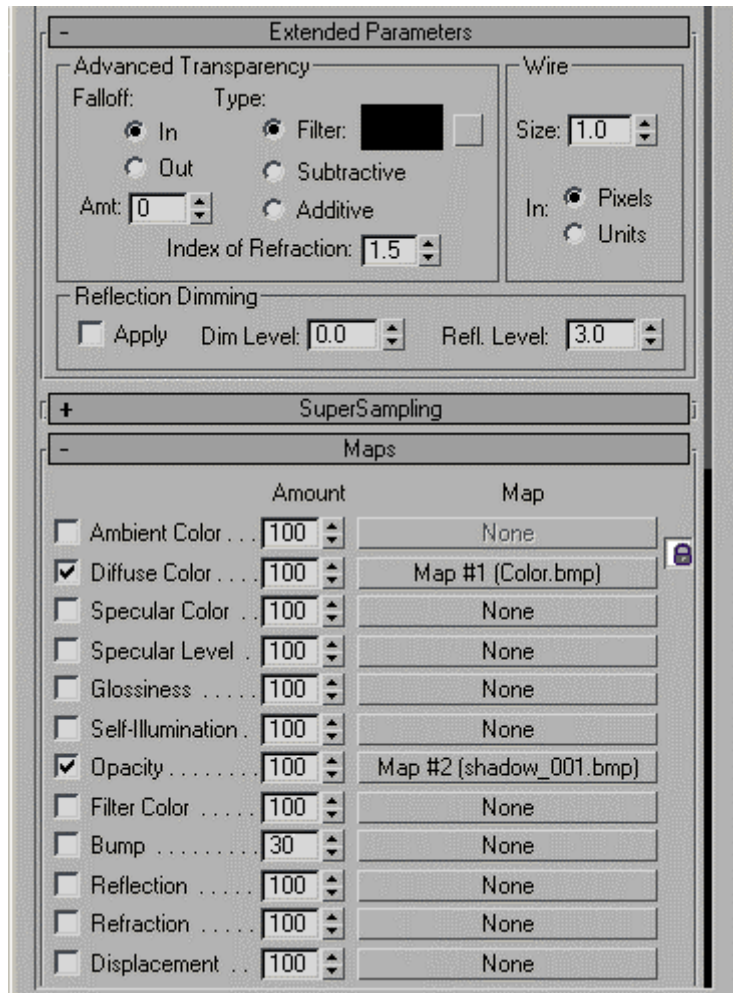 - Extended Parameters
Advanced Transparency
Falloff: Type:
In
Out
Amt: 0
Filter:
Subtractive
Additive
Index of Refraction: 1.5
Wire
Size: 1.0
In: Pixels
Units
Reflection Dimming
Apply Dim Level: 0.0 Refl. Level: 3.0
+ SuperSampling
- Maps
Amount Map
Ambient Color . . . 100 None
Diffuse Color . . . . 100 Map #1 (Color.bmp)
Specular Color . . 100 None
Specular Level . 100 None
Glossiness . . . . . 100 None
Self-Illumination . 100 None
Opacity . . . . . . . . 100 Map #2 (shadow_001.bmp)
Filter Color . . . . . 100 None
Bump . . . . . . . . . 30 None
Reflection . . . . . 100 None
Refraction . . . . . 100 None
Displacement . . 100 None